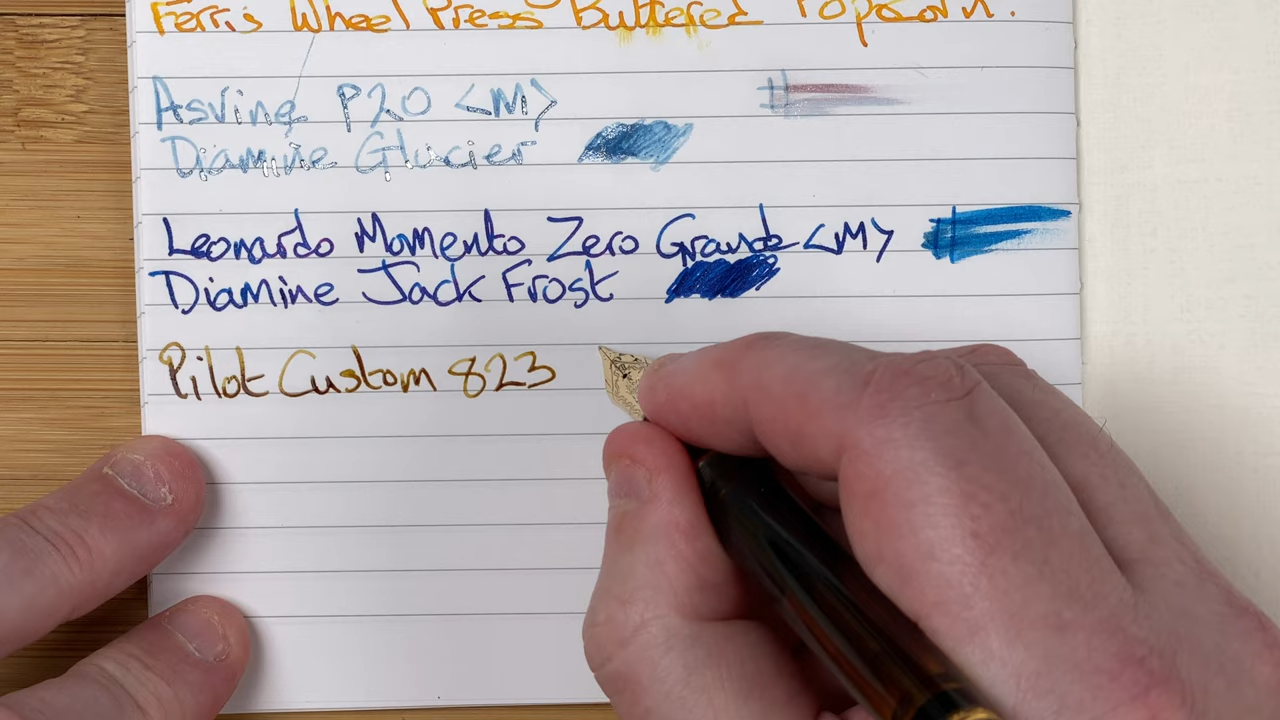 Ferris Wheel Press Buttered Popcorn.
Asvine P20 <M>
Diamine Glacier
Leonardo Momento Zero Grande <M>
Diamine Jack Frost
Pilot Custom 823